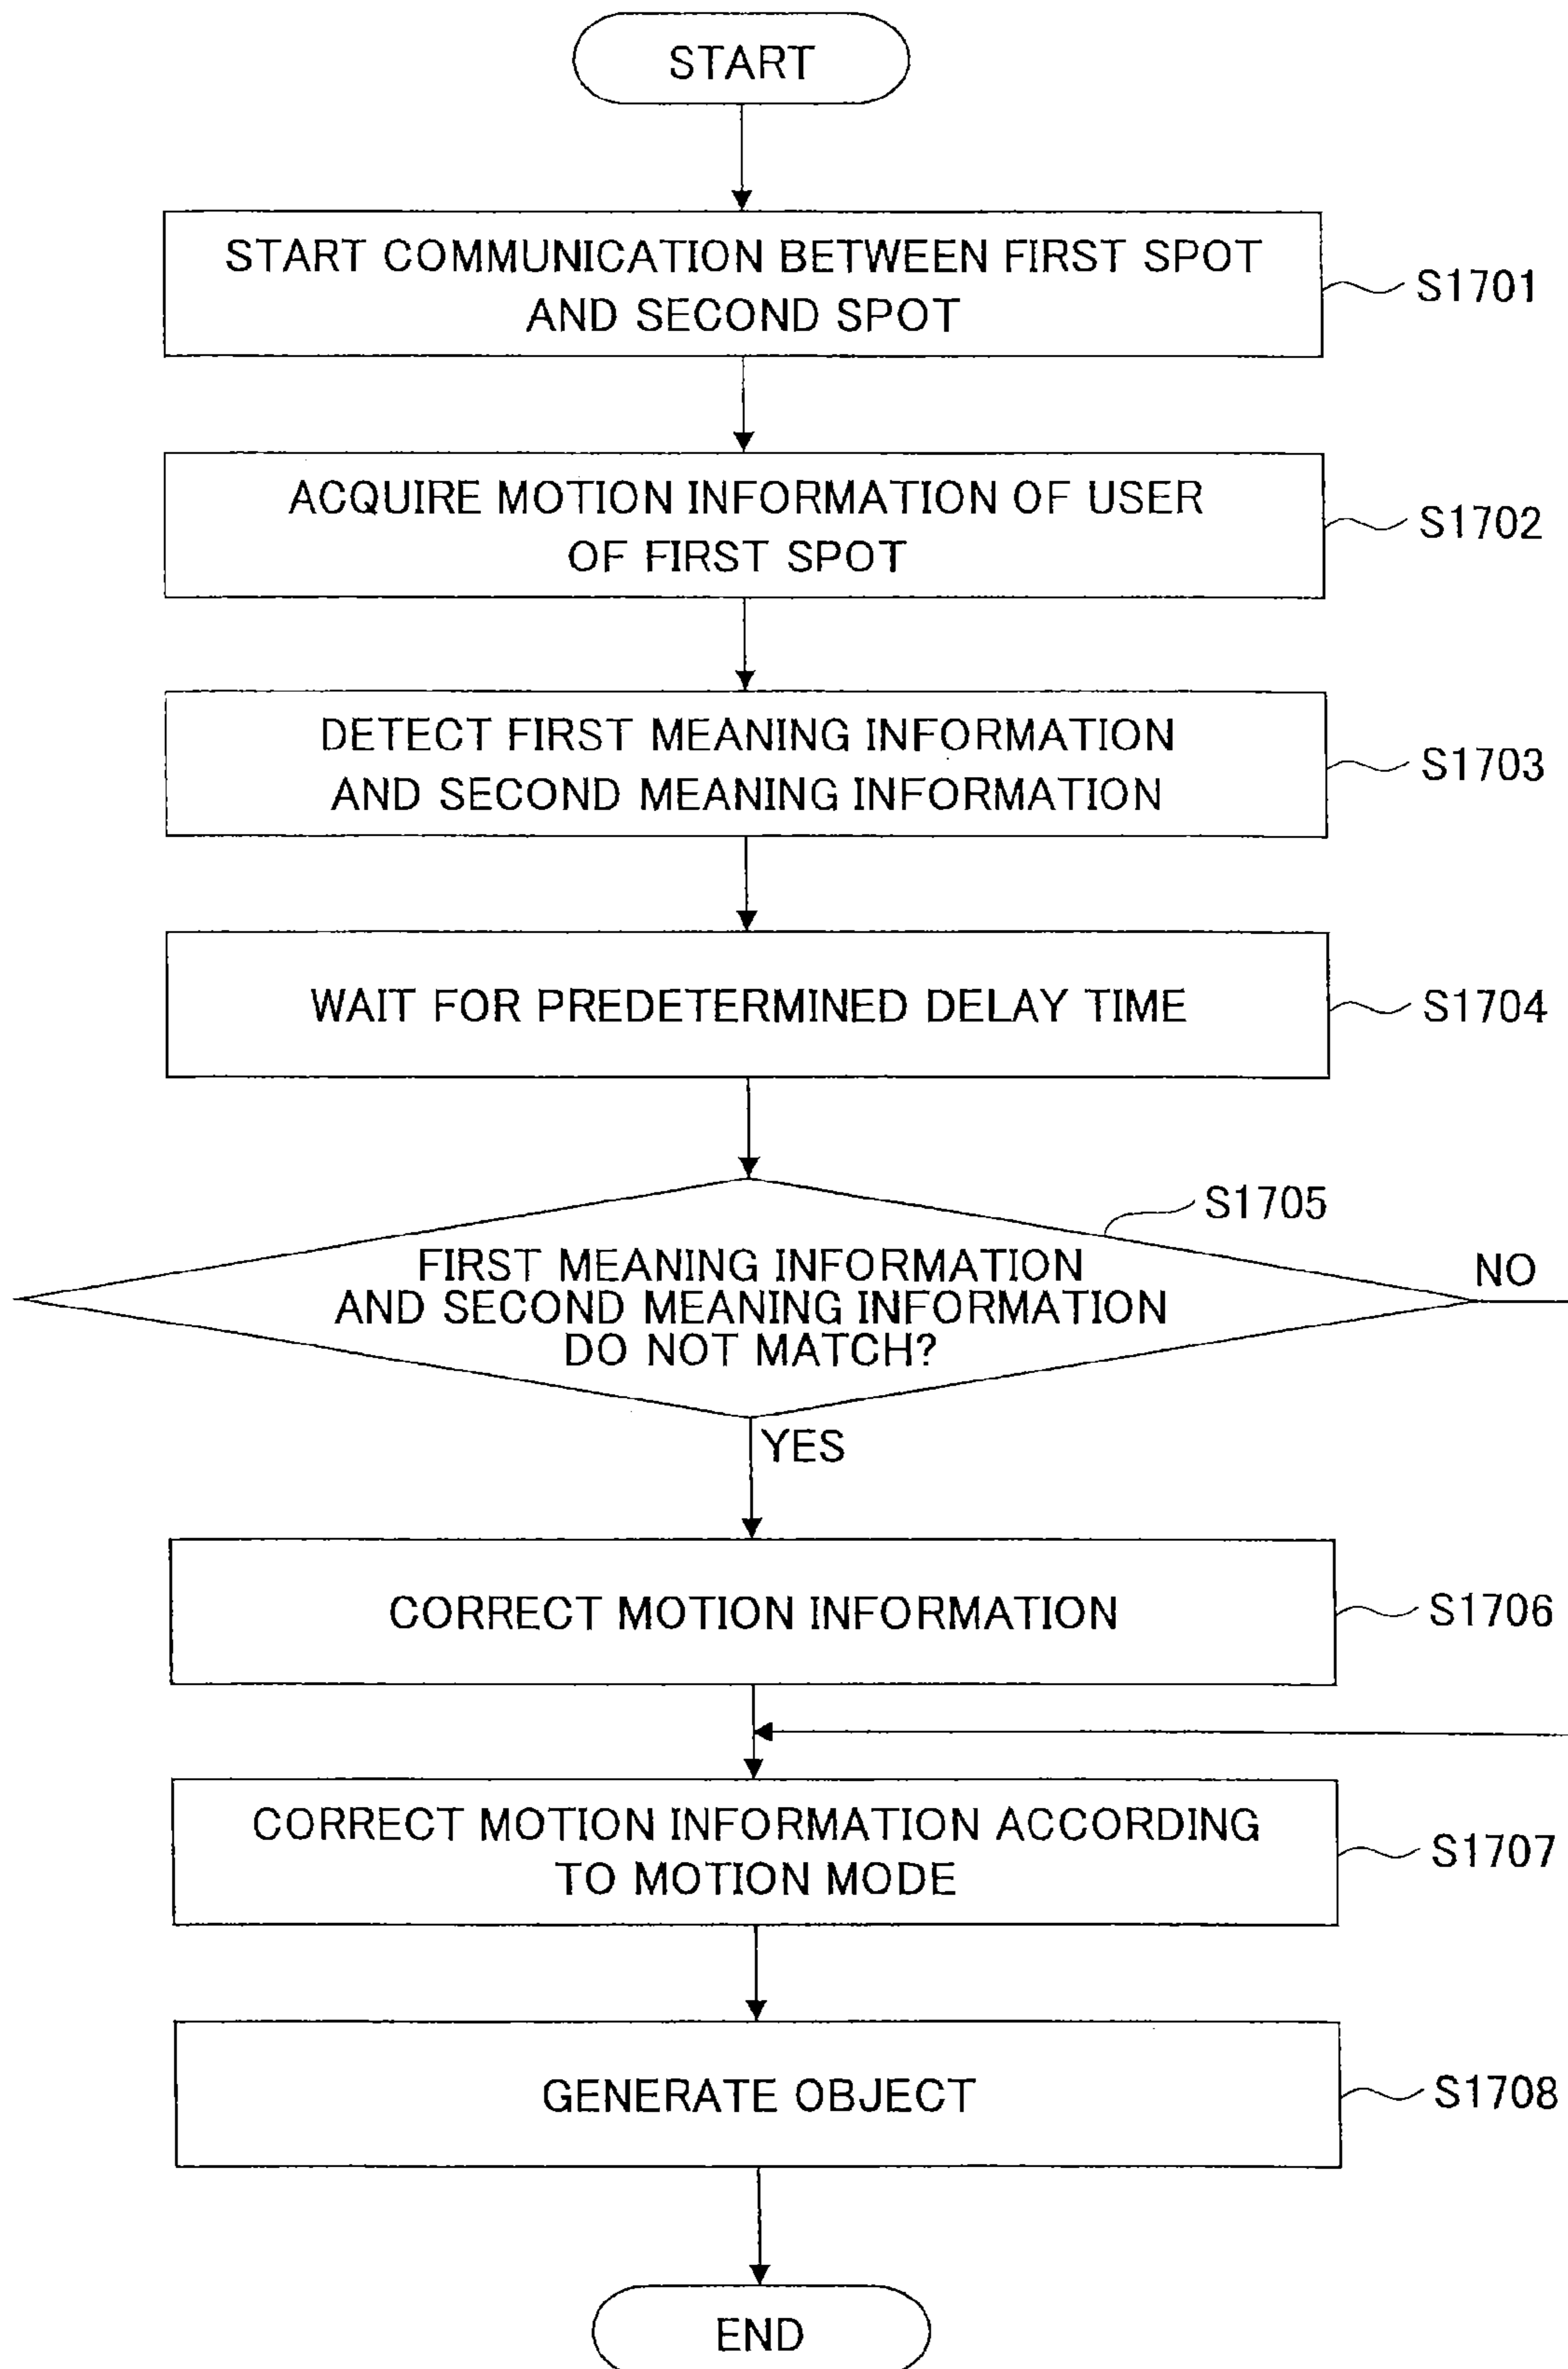 START
START COMMUNICATION BETWEEN FIRST SPOT
AND SECOND SPOT
S1701
ACQUIRE MOTION INFORMATION OF USER
OF FIRST SPOT
S1702
DETECT FIRST MEANING INFORMATION
AND SECOND MEANING INFORMATION
S1703
WAIT FOR PREDETERMINED DELAY TIME
S1704
S1705
FIRST MEANING INFORMATION
AND SECOND MEANING INFORMATION
DO NOT MATCH?
NO
YES
CORRECT MOTION INFORMATION
S1706
CORRECT MOTION INFORMATION ACCORDING
TO MOTION MODE
S1707
GENERATE OBJECT
S1708
END